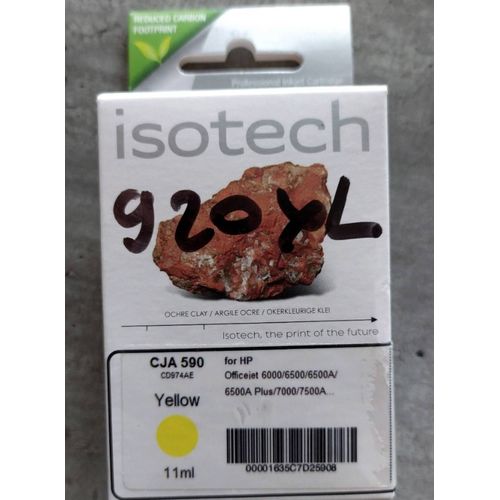 REDUCED CARBON
FOOTPRINT
Professional Inkjet Cartridge
isotech
920XL
OCHRE CLAY / ARGILE OCRE / OKERKLEURIGE KLEI
Isotech, the print of the future
CJA 590
CD974AE
Yellow
11ml
for HP
Officejet 6000/6500/6500A/
6500A Plus/7000/7500A...
00001635C7D25908